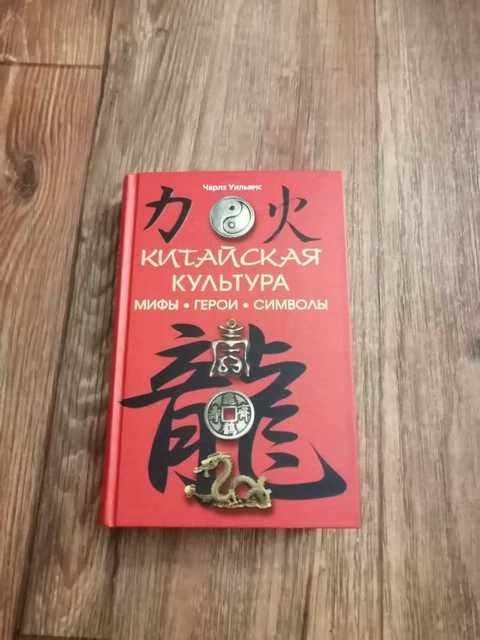 Чарлз Уильямс
力 火
КИТАЙСКАЯ
КУЛЬТУРА
МИФЫ • ГЕРОИ • СИМВОЛЫ
龍